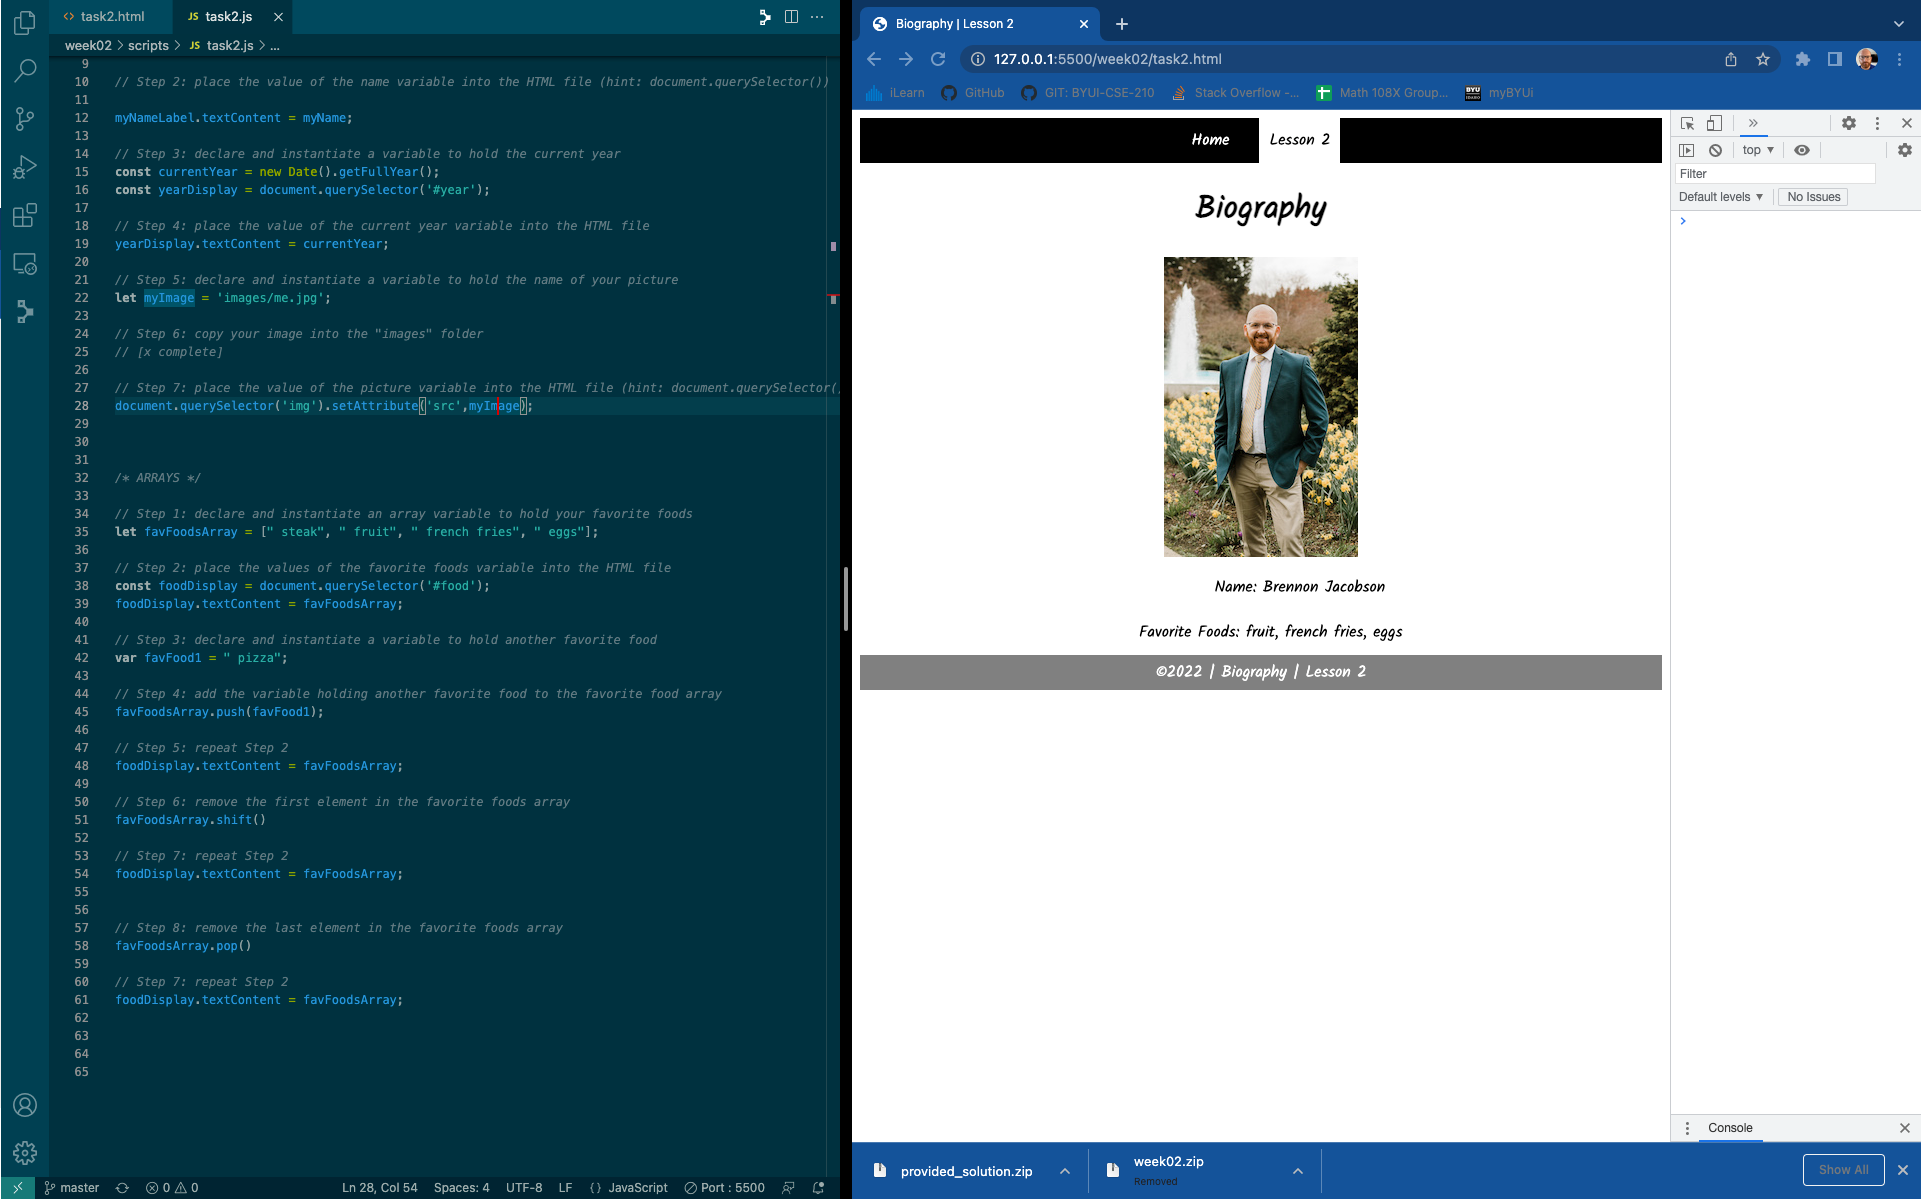 task2.html
JS task2.js
week02 > scripts > JS task2.js > ...
9
10 // Step 2: place the value of the name variable into the HTML file (hint: document.querySelector())
11
12 myNameLabel.textContent = myName;
13
14 // Step 3: declare and instantiate a variable to hold the current year
15 const currentYear = new Date().getFullYear();
16 const yearDisplay = document.querySelector('#year');
17
18 // Step 4: place the value of the current year variable into the HTML file
19 yearDisplay.textContent = currentYear;
20
21 // Step 5: declare and instantiate a variable to hold the name of your picture
22 let myImage = 'images/me.jpg';
23
24 // Step 6: copy your image into the "images" folder
25 // [x complete]
26
27 // Step 7: place the value of the picture variable into the HTML file (hint: document.querySelector(
28 document.querySelector('img').setAttribute('src',myImage);
29
30
31
32 /* ARRAYS */
33
34 // Step 1: declare and instantiate an array variable to hold your favorite foods
35 let favFoodsArray = [" steak", " fruit", " french fries", " eggs"];
36
37 // Step 2: place the values of the favorite foods variable into the HTML file
38 const foodDisplay = document.querySelector('#food');
39 foodDisplay.textContent = favFoodsArray;
40
41 // Step 3: declare and instantiate a variable to hold another favorite food
42 var favFood1 = " pizza";
43
44 // Step 4: add the variable holding another favorite food to the favorite food array
45 favFoodsArray.push(favFood1);
46
47 // Step 5: repeat Step 2
48 foodDisplay.textContent = favFoodsArray;
49
50 // Step 6: remove the first element in the favorite foods array
51 favFoodsArray.shift()
52
53 // Step 7: repeat Step 2
54 foodDisplay.textContent = favFoodsArray;
55
56
57 // Step 8: remove the last element in the favorite foods array
58 favFoodsArray.pop()
59
60 // Step 7: repeat Step 2
61 foodDisplay.textContent = favFoodsArray;
62
63
64
65
master 0 0 Ln 28, Col 54 Spaces: 4 UTF-8 LF {} JavaScript Port : 5500
Biography | Lesson 2
127.0.0.1:5500/week02/task2.html
iLearn GitHub GIT: BYUI-CSE-210 Stack Overflow -... Math 108X Group... BYU myBYUi
Home Lesson 2
Biography
Name: Brennon Jacobson
Favorite Foods: fruit, french fries, eggs
©2022 | Biography | Lesson 2
top
Filter
Default levels No Issues
Console
provided_solution.zip
week02.zip
Removed
Show All